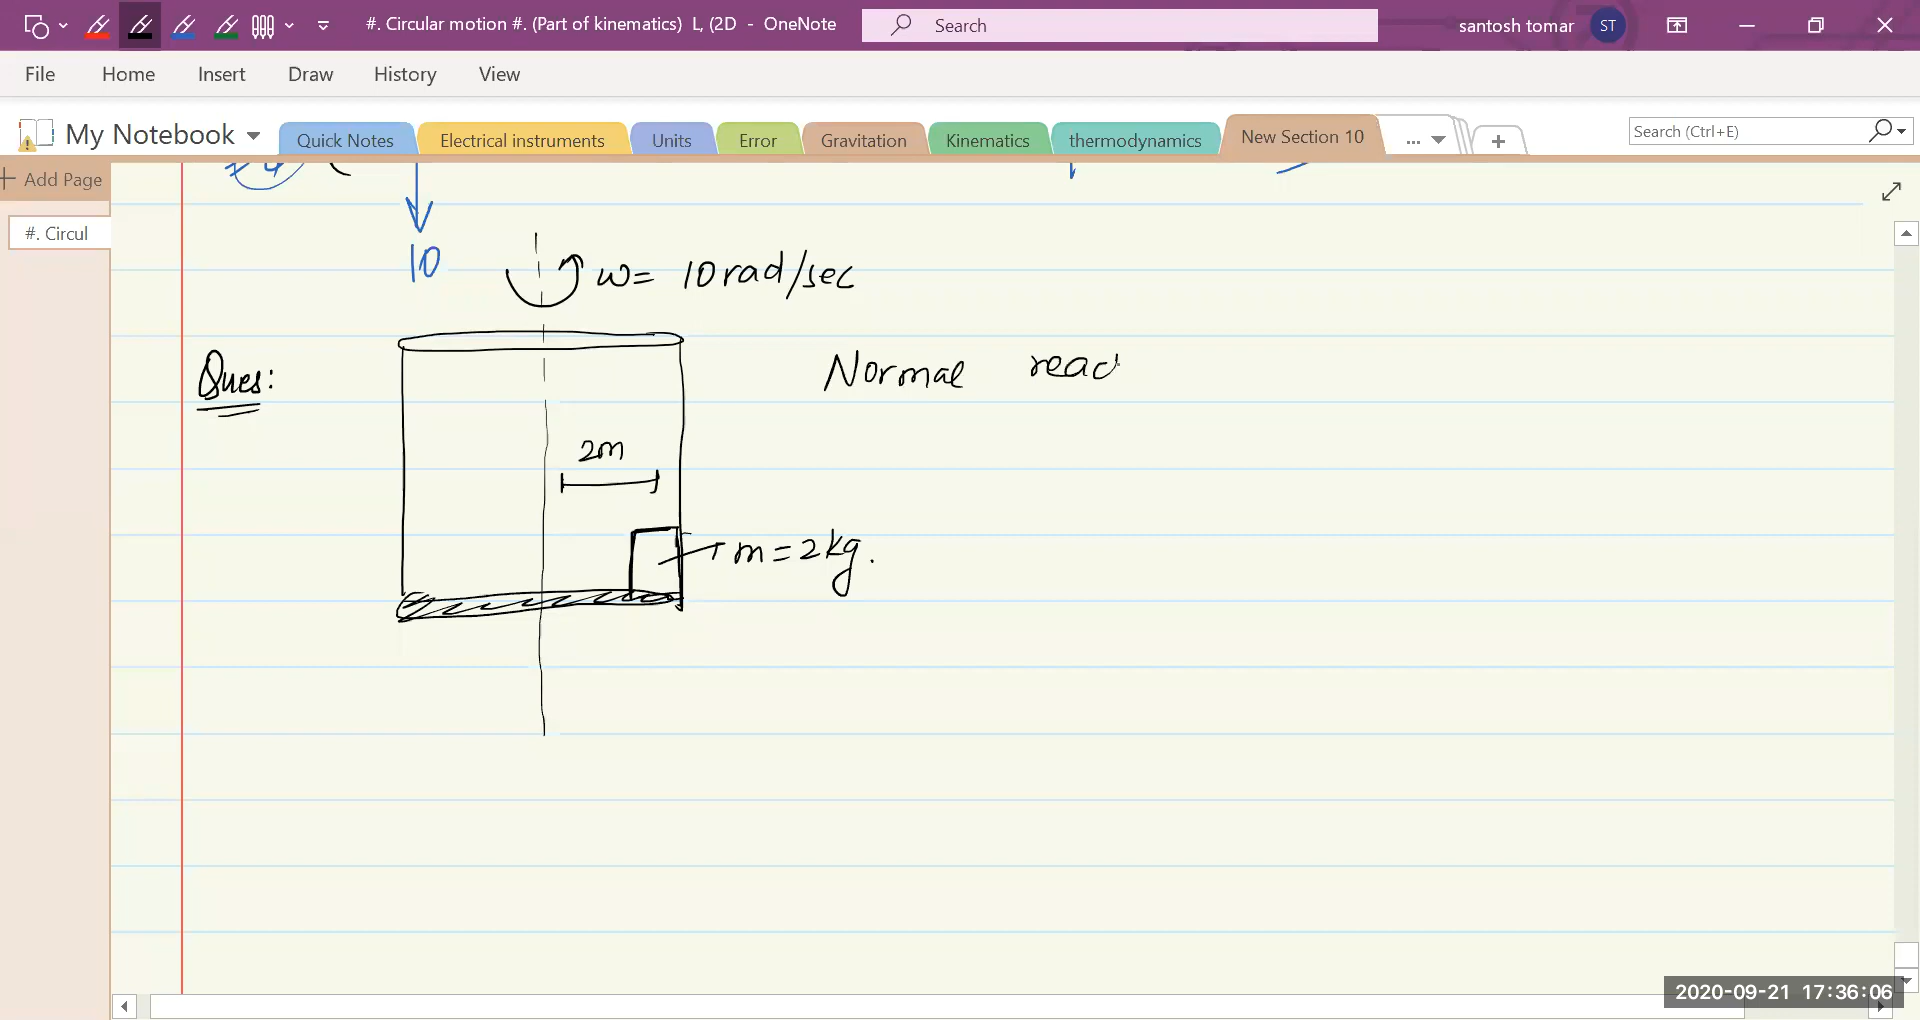 #. Circular motion #. (Part of kinematics) L, (2D - OneNote
Search
santosh tomar
ST
File Home Insert Draw History View
My Notebook
Quick Notes
Electrical instruments
Units
Error
Gravitation
Kinematics
thermodynamics
New Section 10
...
Search (Ctrl+E)
+ Add Page
#. Circul
10
w= 10 rad/sec
Ques:
Normal reac
2m
m = 2kg.
2020-09-21 17:36:06